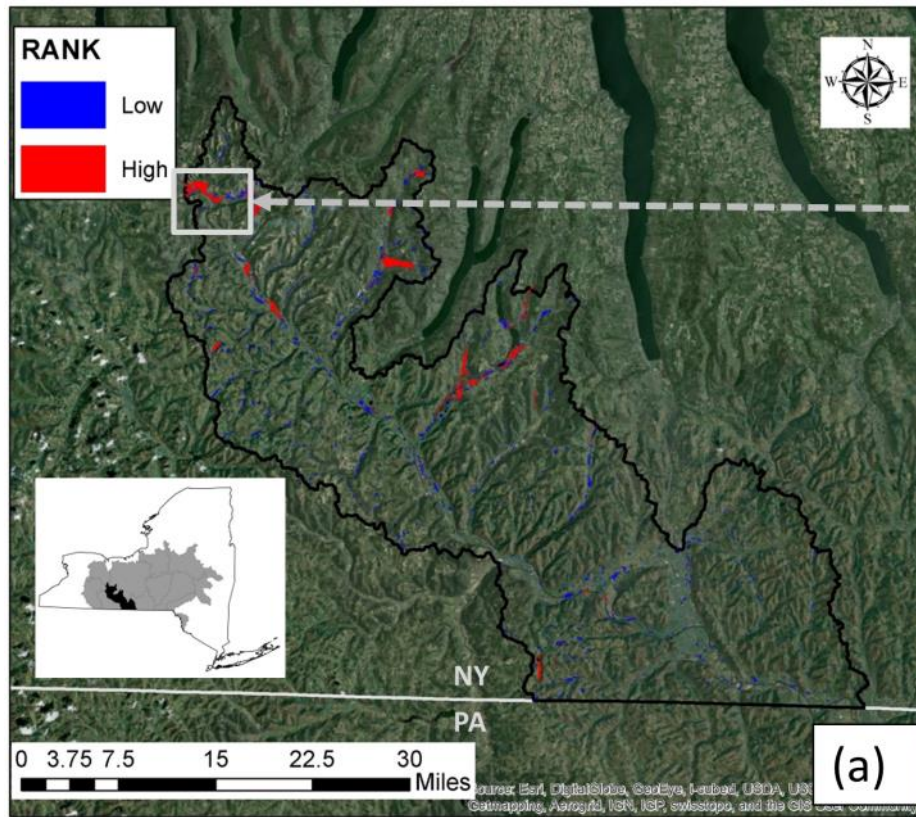 RANK
Low
High
N
W E
S
NY
PA
0 3.75 7.5 15 22.5 30
Miles
(a)
Source: Esri, DigitalGlobe, GeoEye, i-cubed, USDA,
Getmapping, Aerogrid, IGN, IGP, swisstopo, and the GIS User Community